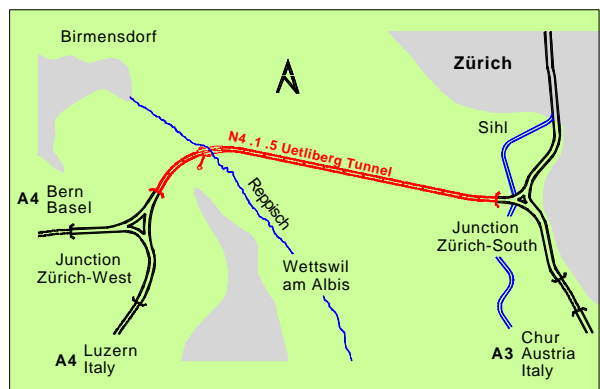 Birmensdorf
Zürich
Sihl
N4 .1 .5 Uetliberg Tunnel
A4 Bern
Basel
Reppisch
Junction
Zürich-West
Junction
Zürich-South
Wettswil
am Albis
A4 Luzern
Italy
A3 Chur
Austria
Italy